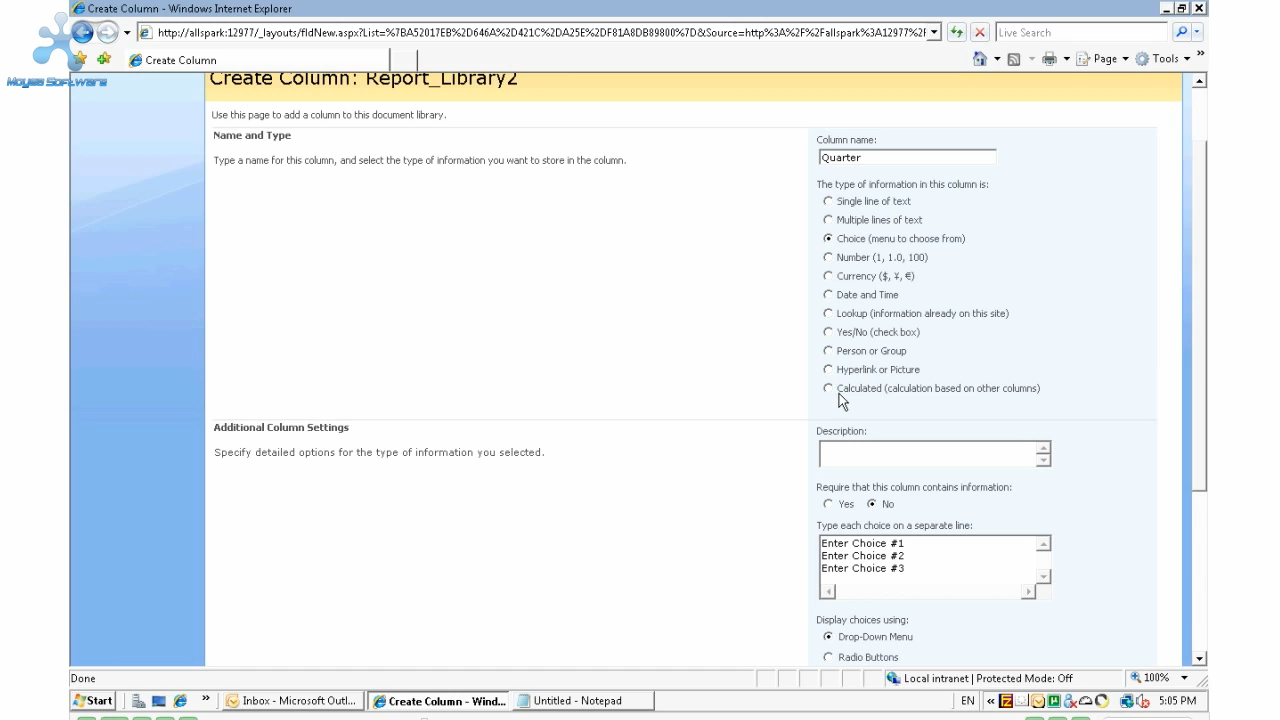 Create Column - Windows Internet Explorer
http://allspark:12977/_layouts/fldNew.aspx?List=%7BA52017EB%2D646A%2D421C%2DA25E%2DF81A8DB89800%7D&Source=http%3A%2F%2Fallspark%3A12977%2F
Live Search
Create Column
Page
Tools
Moyea Software
Create Column: Report_Library2
Use this page to add a column to this document library.
Name and Type
Type a name for this column, and select the type of information you want to store in the column.
Column name:
Quarter
The type of information in this column is:
Single line of text
Multiple lines of text
Choice (menu to choose from)
Number (1, 1.0, 100)
Currency ($, ¥, €)
Date and Time
Lookup (information already on this site)
Yes/No (check box)
Person or Group
Hyperlink or Picture
Calculated (calculation based on other columns)
Additional Column Settings
Specify detailed options for the type of information you selected.
Description:
Require that this column contains information:
Yes No
Type each choice on a separate line:
Enter Choice #1
Enter Choice #2
Enter Choice #3
Display choices using:
Drop-Down Menu
Radio Buttons
Done
Local intranet | Protected Mode: Off
100%
Start
Inbox - Microsoft Outl...
Create Column - Wind...
Untitled - Notepad
EN
5:05 PM